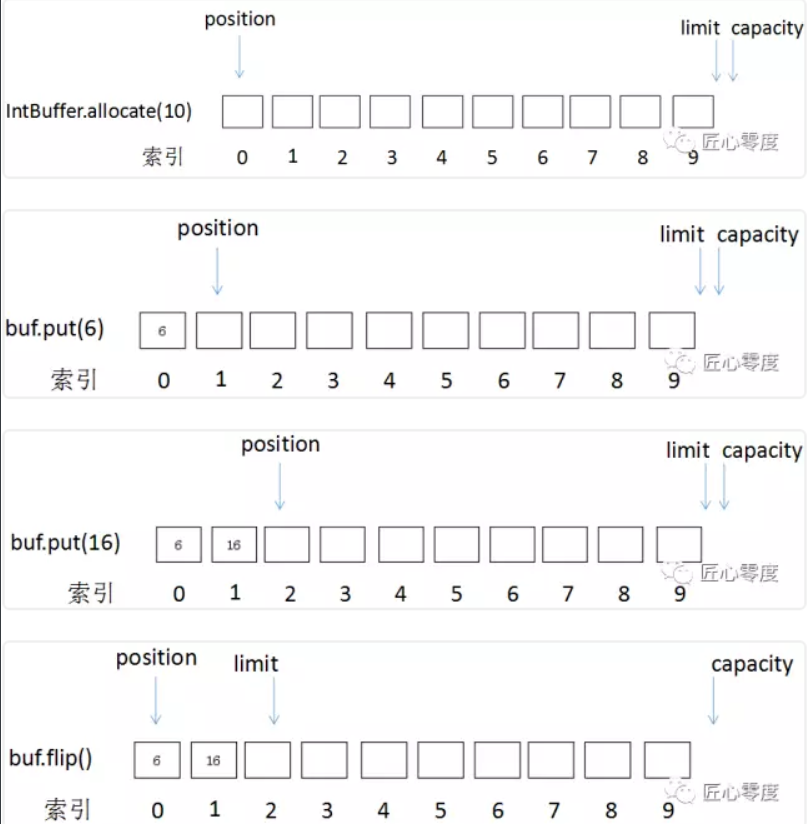 position
limit capacity
IntBuffer.allocate(10)
索引 0 1 2 3 4 5 6 7 8 9
匠心零度
position
limit capacity
buf.put(6) 6
索引 0 1 2 3 4 5 6 7 8 9
匠心零度
position
limit capacity
buf.put(16) 6 16
索引 0 1 2 3 4 5 6 7 8 9
匠心零度
position limit capacity
buf.flip() 6 16
索引 0 1 2 3 4 5 6 7 8 9
匠心零度